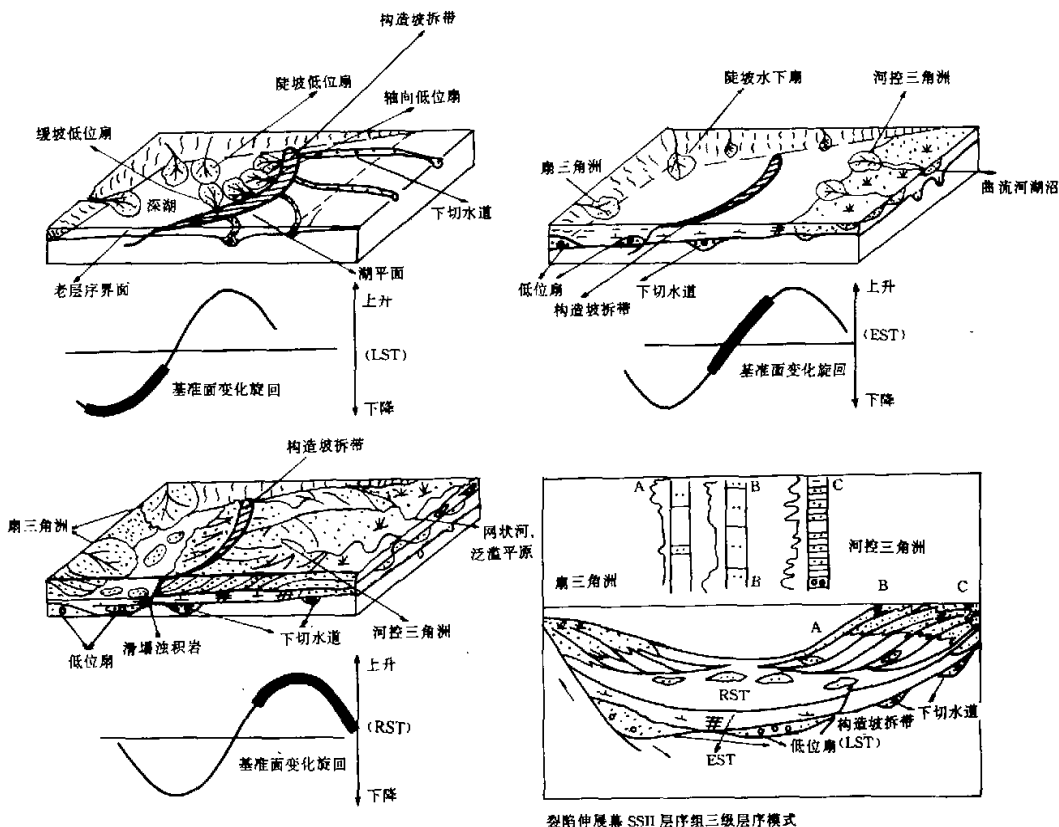 构造坡拆带
陡坡低位扇
轴向低位扇
缓坡低位扇
深湖
下切水道
湖平面
老层序界面
上升
(LST)
基准面变化旋回
下降
陡坡水下扇
河控三角洲
扇三角洲
曲流河湖沼
低位扇
下切水道
构造坡拆带
上升
(EST)
基准面变化旋回
下降
构造坡拆带
扇三角洲
网状河,
泛滥平原
下切水道
河控三角洲
低位扇
滑塌浊积岩
上升
(RST)
基准面变化旋回
下降
A
B
C
扇三角洲
河控三角洲
B
B
C
A
RST
下切水道
构造坡拆带
低位扇(LST)
EST
裂陷伸展幕 SSII 层序组三级层序模式